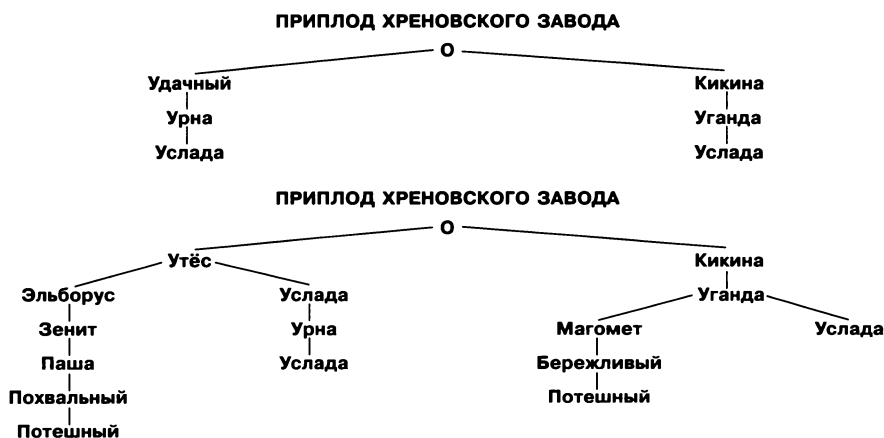 ПРИПЛОД ХРЕНОВСКОГО ЗАВОДА
О
Удачный Кикина
Урна Уганда
Услада Услада
ПРИПЛОД ХРЕНОВСКОГО ЗАВОДА
О
Утёс Кикина
Эльборус Услада Уганда
Зенит Урна Магомет Услада
Паша Услада Бережливый
Похвальный Потешный
Потешный